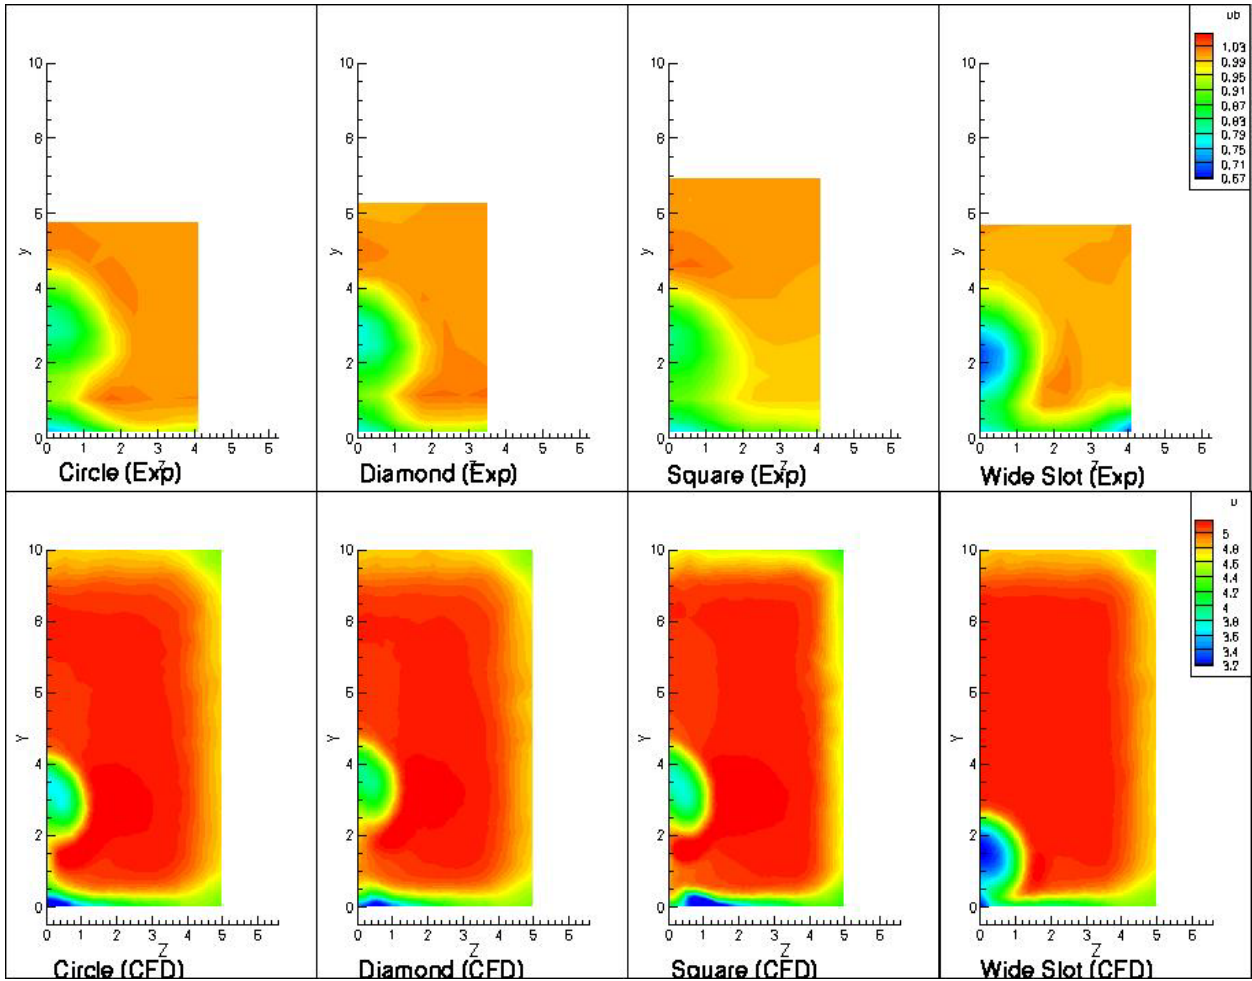 ub
1.03
0.99
0.95
0.91
0.87
0.83
0.79
0.75
0.71
0.67
10
8
6
4
2
0
y
0 1 2 3 4 5 6
Z
Circle (Exp)
10
8
6
4
2
0
y
0 1 2 3 4 5 6
Z
Diamond (Exp)
10
8
6
4
2
0
y
0 1 2 3 4 5 6
Z
Square (Exp)
10
8
6
4
2
0
y
0 1 2 3 4 5 6
Z
Wide Slot (Exp)
u
5
4.8
4.6
4.4
4.2
4
3.8
3.6
3.4
3.2
10
8
6
4
2
0
Y
0 1 2 3 4 5 6
Z
Circle (CFD)
10
8
6
4
2
0
Y
0 1 2 3 4 5 6
Z
Diamond (CFD)
10
8
6
4
2
0
Y
0 1 2 3 4 5 6
Z
Square (CFD)
10
8
6
4
2
0
Y
0 1 2 3 4 5 6
Z
Wide Slot (CFD)